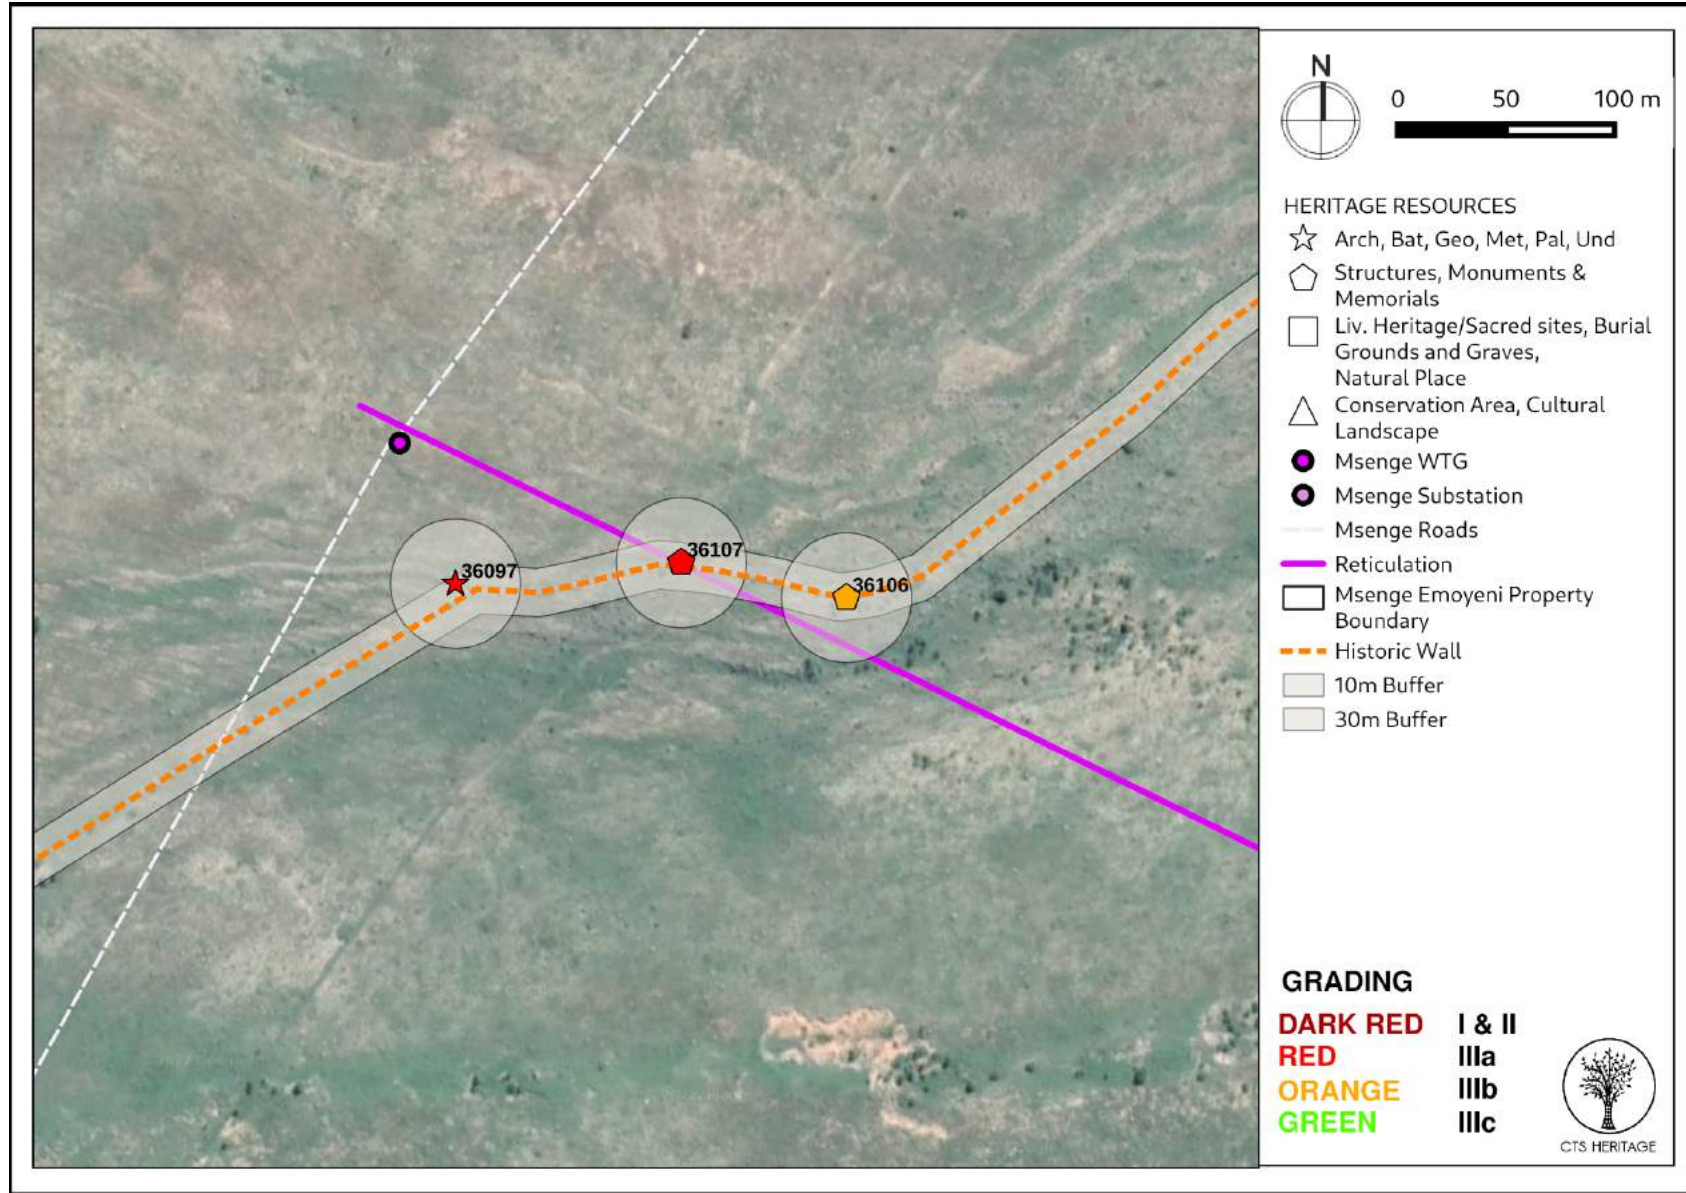 36097
36107
36106
N
0 50 100 m
HERITAGE RESOURCES
Arch, Bat, Geo, Met, Pal, Und
Structures, Monuments &
Memorials
Liv. Heritage/Sacred sites, Burial
Grounds and Graves,
Natural Place
Conservation Area, Cultural
Landscape
Msenge WTG
Msenge Substation
Msenge Roads
Reticulation
Msenge Emoyeni Property
Boundary
Historic Wall
10m Buffer
30m Buffer
GRADING
DARK RED I & II
RED IIIa
ORANGE IIIb
GREEN IIIc
CTS HERITAGE